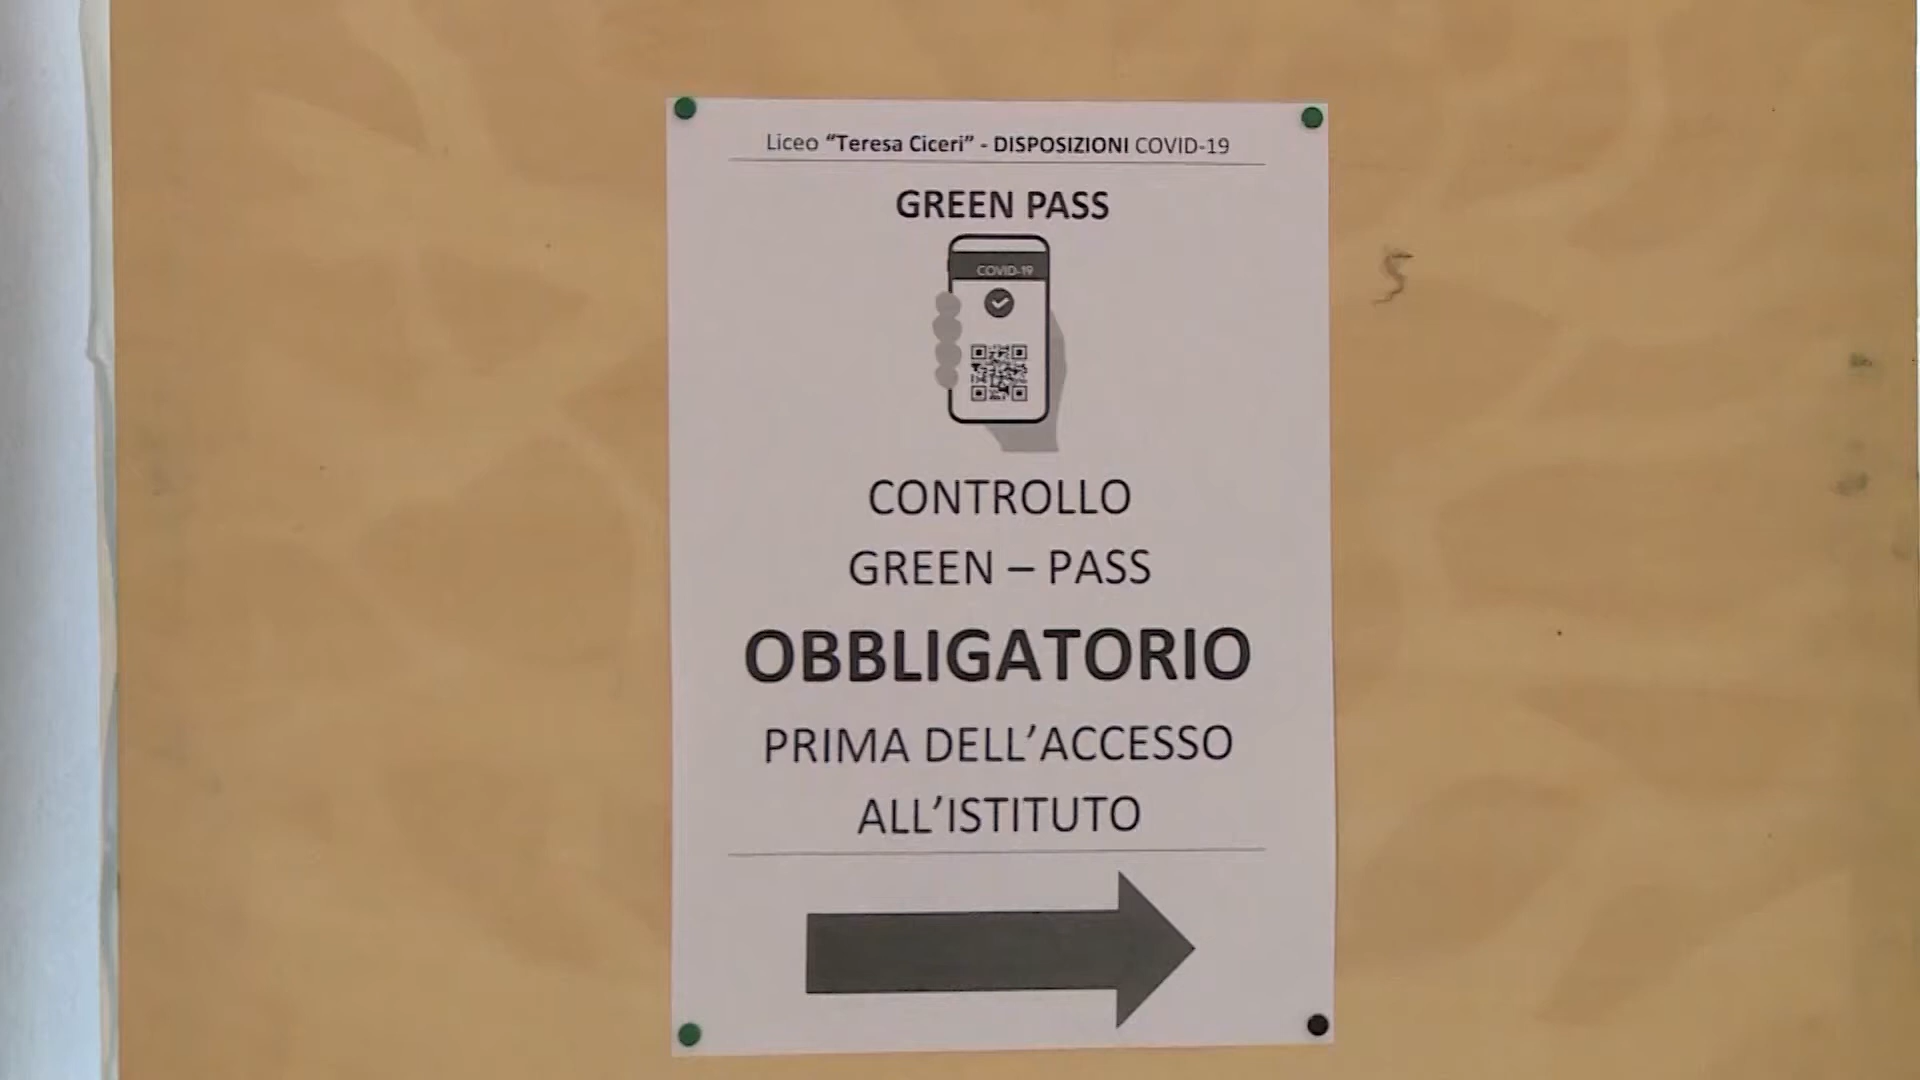 Liceo “Teresa Ciceri” - DISPOSIZIONI COVID-19
GREEN PASS
COVID-19
CONTROLLO
GREEN – PASS
OBBLIGATORIO
PRIMA DELL’ACCESSO
ALL’ISTITUTO